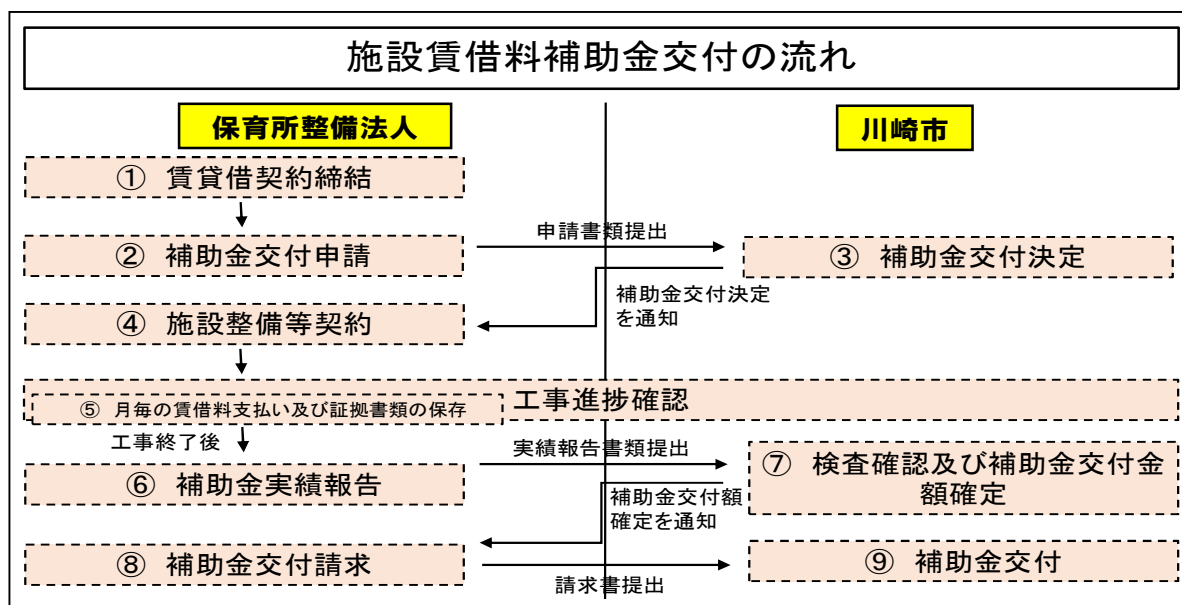 施設賃借料補助金交付の流れ
保育所整備法人
川崎市
① 賃貸借契約締結
② 補助金交付申請
申請書類提出
③ 補助金交付決定
補助金交付決定
を通知
④ 施設整備等契約
工事進捗確認
⑤ 月毎の賃借料支払い及び証拠書類の保存
工事終了後
実績報告書類提出
⑥ 補助金実績報告
⑦ 検査確認及び補助金交付金
額確定
補助金交付額
確定を通知
⑧ 補助金交付請求
請求書提出
⑨ 補助金交付